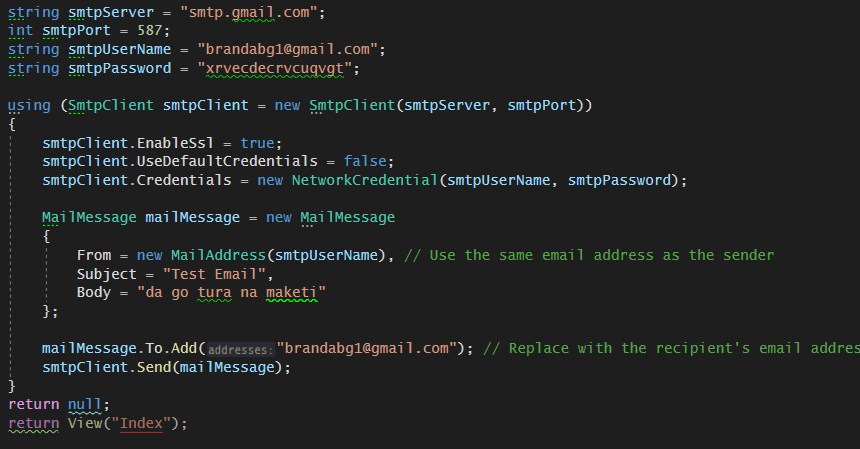 string smtpServer = "smtp.gmail.com";
int smtpPort = 587;
string smtpUserName = "brandabg1@gmail.com";
string smtpPassword = "xrvecdecrvcuqvgt";
using (SmtpClient smtpClient = new SmtpClient(smtpServer, smtpPort))
{
smtpClient.EnableSsl = true;
smtpClient.UseDefaultCredentials = false;
smtpClient.Credentials = new NetworkCredential(smtpUserName, smtpPassword);
MailMessage mailMessage = new MailMessage
{
From = new MailAddress(smtpUserName), // Use the same email address as the sender
Subject = "Test Email",
Body = "da go tura na maketi"
};
mailMessage.To.Add(addresses:"brandabg1@gmail.com"); // Replace with the recipient's email addres
smtpClient.Send(mailMessage);
}
return null;
return View("Index");